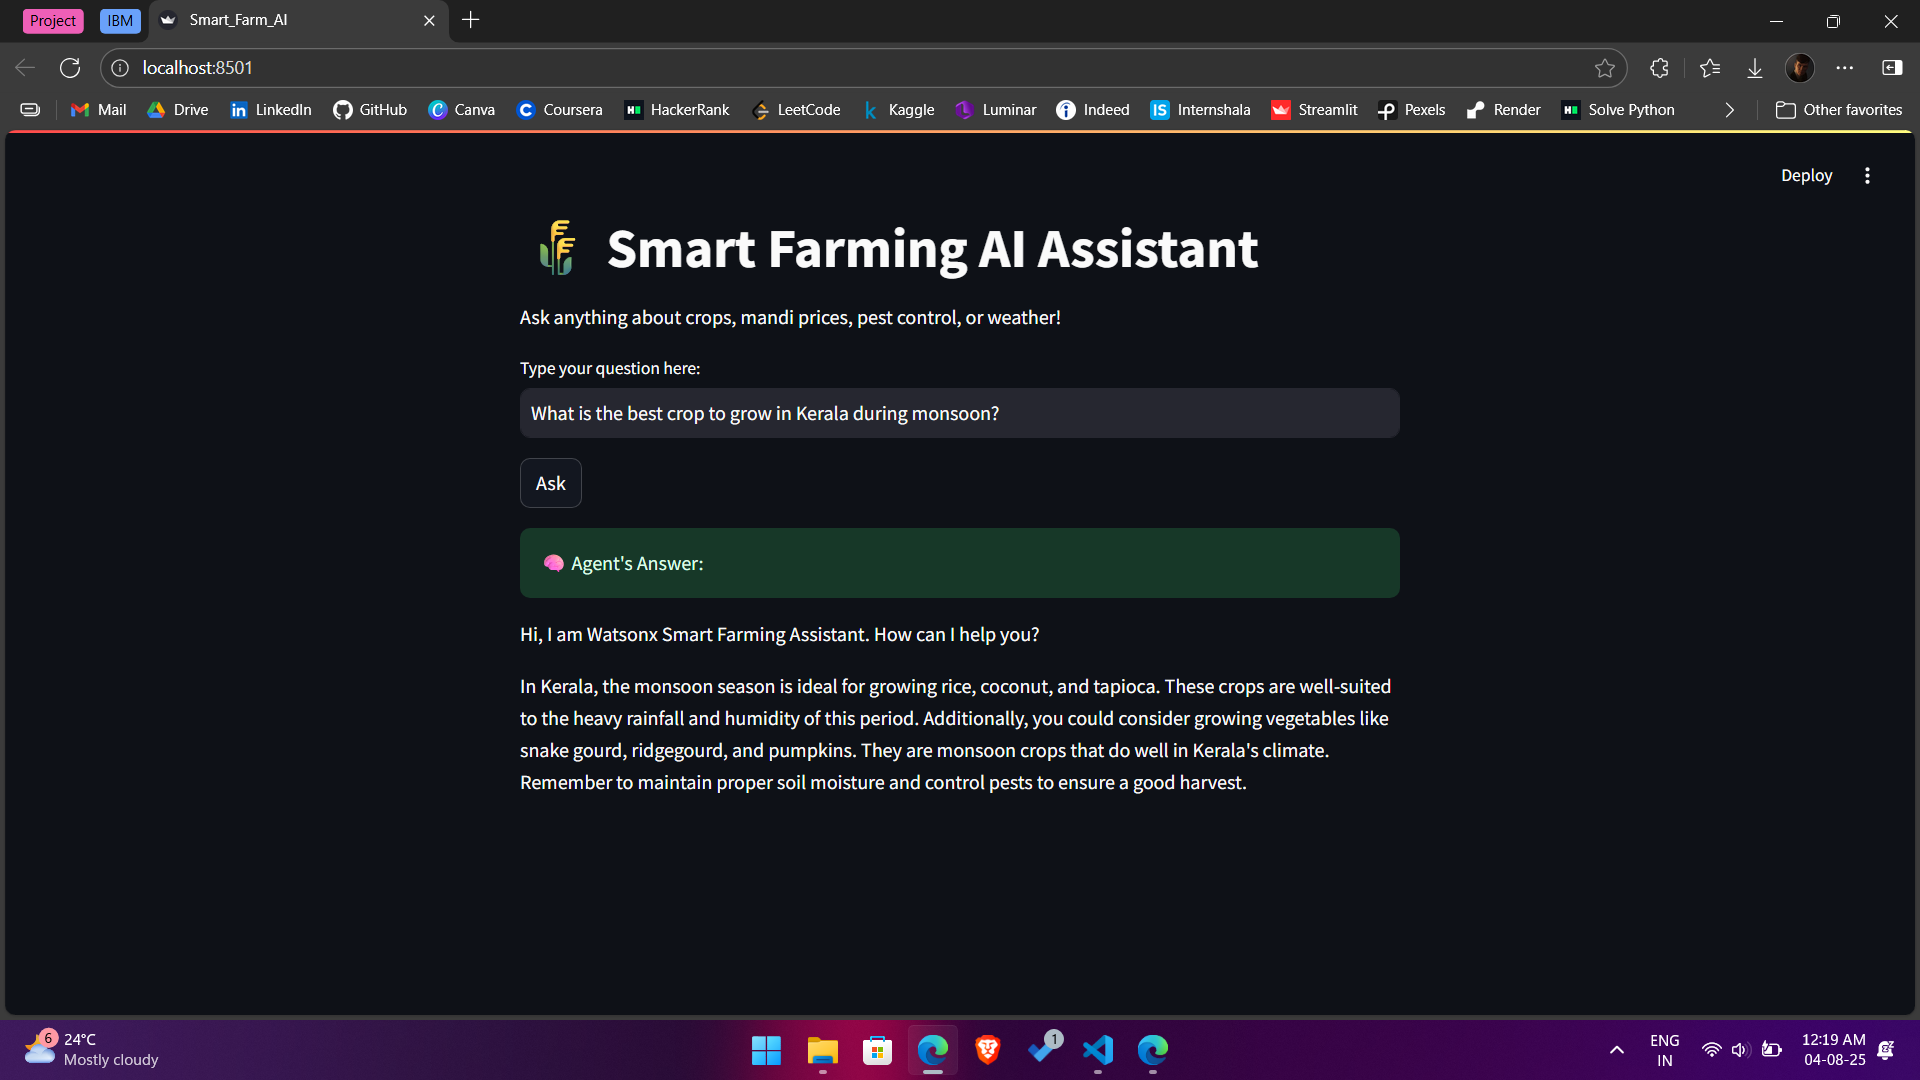 Project IBM Smart_Farm_AI
localhost:8501
Mail Drive LinkedIn GitHub Canva Coursera HackerRank LeetCode Kaggle Luminar Indeed Internshala Streamlit Pexels Render Solve Python Other favorites
Deploy
Smart Farming AI Assistant
Ask anything about crops, mandi prices, pest control, or weather!
Type your question here:
What is the best crop to grow in Kerala during monsoon?
Ask
Agent's Answer:
Hi, I am Watsonx Smart Farming Assistant. How can I help you?
In Kerala, the monsoon season is ideal for growing rice, coconut, and tapioca. These crops are well-suited
to the heavy rainfall and humidity of this period. Additionally, you could consider growing vegetables like
snake gourd, ridgegourd, and pumpkins. They are monsoon crops that do well in Kerala's climate.
Remember to maintain proper soil moisture and control pests to ensure a good harvest.
6 24°C
Mostly cloudy
1
ENG
IN
12:19 AM
04-08-25